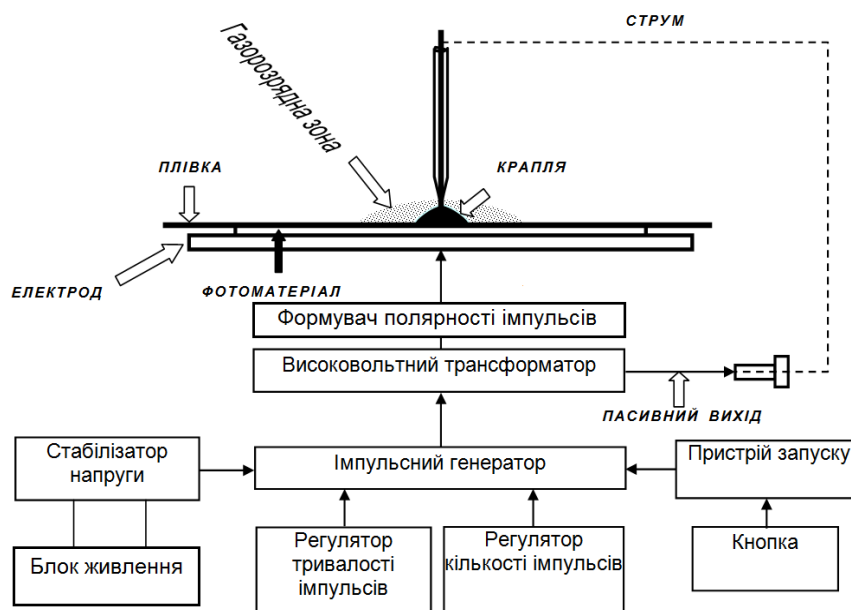 СТРУМ
Газорозрядна зона
ПЛІВКА
КРАПЛЯ
ЕЛЕКТРОД
ФОТОМАТЕРІАЛ
Формувач полярності імпульсів
Високовольтний трансформатор
ПАСИВНИЙ ВИХІД
Стабілізатор
напруги
Імпульсний генератор
Пристрій запуску
Блок живлення
Регулятор
тривалості
імпульсів
Регулятор
кількості імпульсів
Кнопка